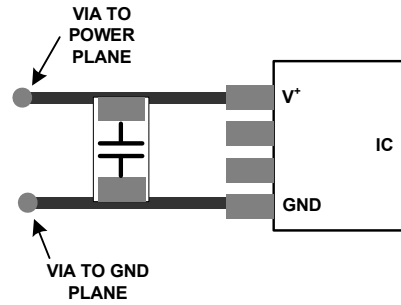 VIA TO
POWER
PLANE
V+
IC
GND
VIA TO GND
PLANE